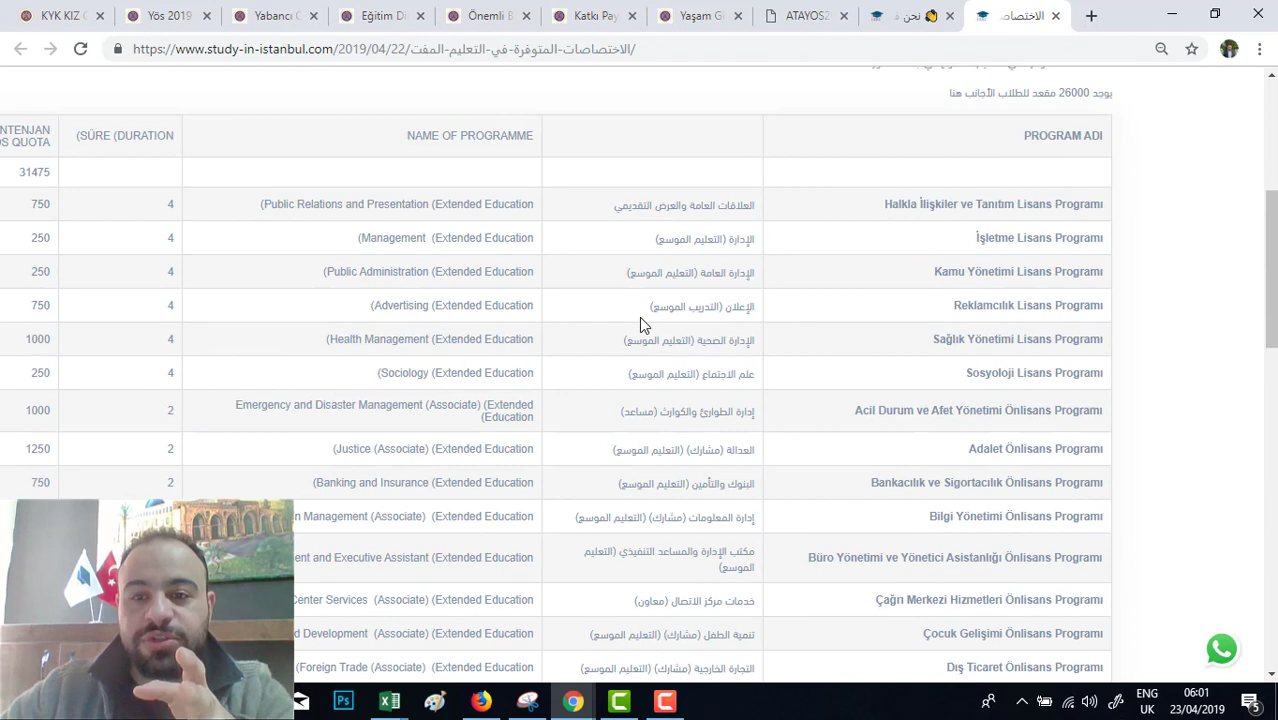 KYK KIZ
Yös 2019
Yabancı
Eğitim Di
Önemli B
Katkı Pay
Yaşam Gi
ATAYOS2
نحن ف
الاختصاص
https://www.study-in-istanbul.com/2019/04/22/الاختصاصات-المتوفرة-في-التعليم-المفت/
يوجد 26000 مقعد للطلاب الأجانب هنا
PROGRAM ADI
NAME OF PROGRAMME
(SÜRE (DURATION
NTENJAN
OS QUOTA
31475
Halkla İlişkiler ve Tanıtım Lisans Programı
العلاقات العامة والعرض التقديمي
(Public Relations and Presentation (Extended Education
4
750
İşletme Lisans Programı
الإدارة (التعليم الموسع)
(Management (Extended Education
4
250
Kamu Yönetimi Lisans Programı
الإدارة العامة (التعليم الموسع)
(Public Administration (Extended Education
4
250
Reklamcılık Lisans Programı
الإعلان (التدريب الموسع)
(Advertising (Extended Education
4
750
Sağlık Yönetimi Lisans Programı
الإدارة الصحية (التعليم الموسع)
(Health Management (Extended Education
4
1000
Sosyoloji Lisans Programı
علم الاجتماع (التعليم الموسع)
(Sociology (Extended Education
4
250
Acil Durum ve Afet Yönetimi Önlisans Programı
إدارة الطوارئ والكوارث (مساعد)
Emergency and Disaster Management (Associate) (Extended
(Education
2
1000
Adalet Önlisans Programı
العدالة (مشارك) (التعليم الموسع)
(Justice (Associate) (Extended Education
2
1250
Bankacılık ve Sigortacılık Önlisans Programı
البنوك والتأمين (التعليم الموسع)
(Banking and Insurance (Extended Education
2
750
Bilgi Yönetimi Önlisans Programı
إدارة المعلومات (مشارك) (التعليم الموسع)
n Management (Associate) (Extended Education
Büro Yönetimi ve Yönetici Asistanlığı Önlisans Programı
مكتب الإدارة والمساعد التنفيذي (التعليم
الموسع)
ent and Executive Assistant (Extended Education
Çağrı Merkezi Hizmetleri Önlisans Programı
خدمات مركز الاتصال (معاون)
Center Services (Associate) (Extended Education
Çocuk Gelişimi Önlisans Programı
تنمية الطفل (مشارك) (التعليم الموسع)
d Development (Associate) (Extended Education
Dış Ticaret Önlisans Programı
التجارة الخارجية (مشارك) (التعليم الموسع)
(Foreign Trade (Associate) (Extended Education
Ps
ENG
UK
06:01
23/04/2019
5